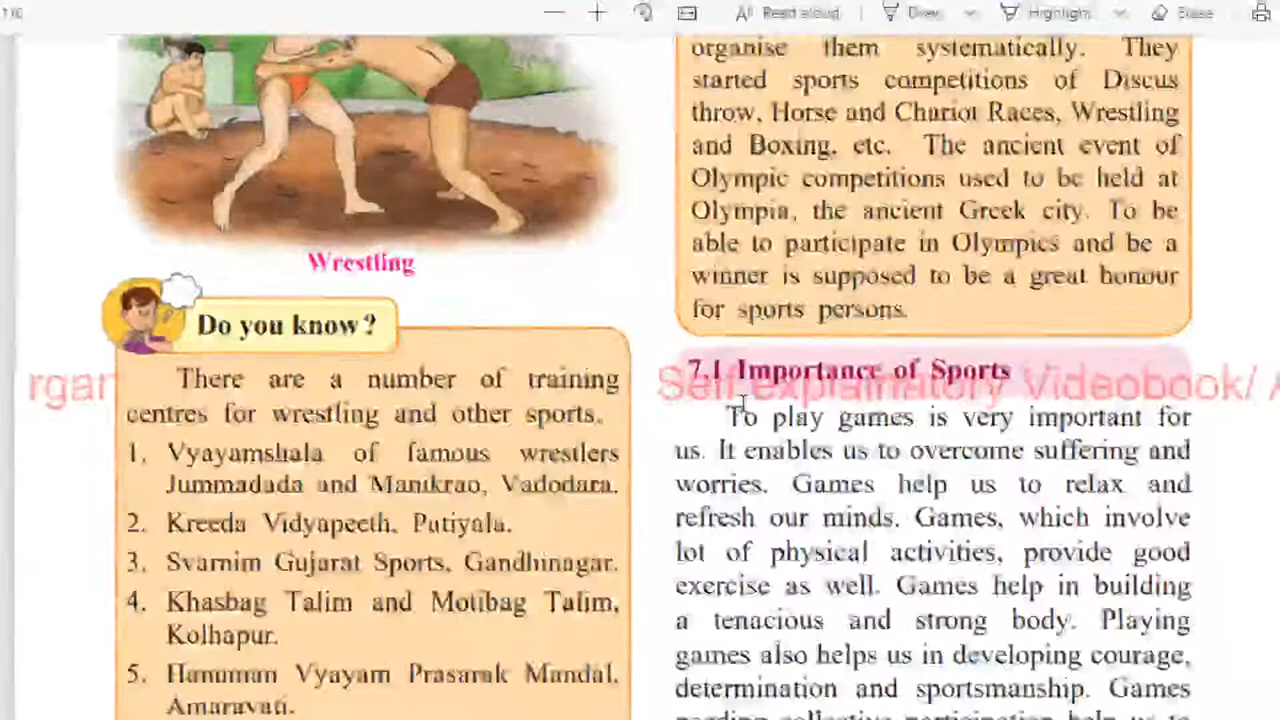 Read aloud
Draw
Highlight
Erase
Wrestling
Do you know?
There are a number of training
centres for wrestling and other sports.
1. Vyayamshala of famous wrestlers
Jummadada and Manikrao, Vadodara.
2. Kreeda Vidyapeeth, Patiyala.
3. Svarnim Gujarat Sports, Gandhinagar.
4. Khasbag Talim and Motibag Talim,
Kolhapur.
5. Hanuman Vyayam Prasarak Mandal,
Amaravati.
organise them systematically. They
started sports competitions of Discus
throw, Horse and Chariot Races, Wrestling
and Boxing, etc. The ancient event of
Olympic competitions used to be held at
Olympia, the ancient Greek city. To be
able to participate in Olympics and be a
winner is supposed to be a great honour
for sports persons.
7.1 Importance of Sports
Self explainatory Videobook/
To play games is very important for
us. It enables us to overcome suffering and
worries. Games help us to relax and
refresh our minds. Games, which involve
lot of physical activities, provide good
exercise as well. Games help in building
a tenacious and strong body. Playing
games also helps us in developing courage,
determination and sportsmanship. Games